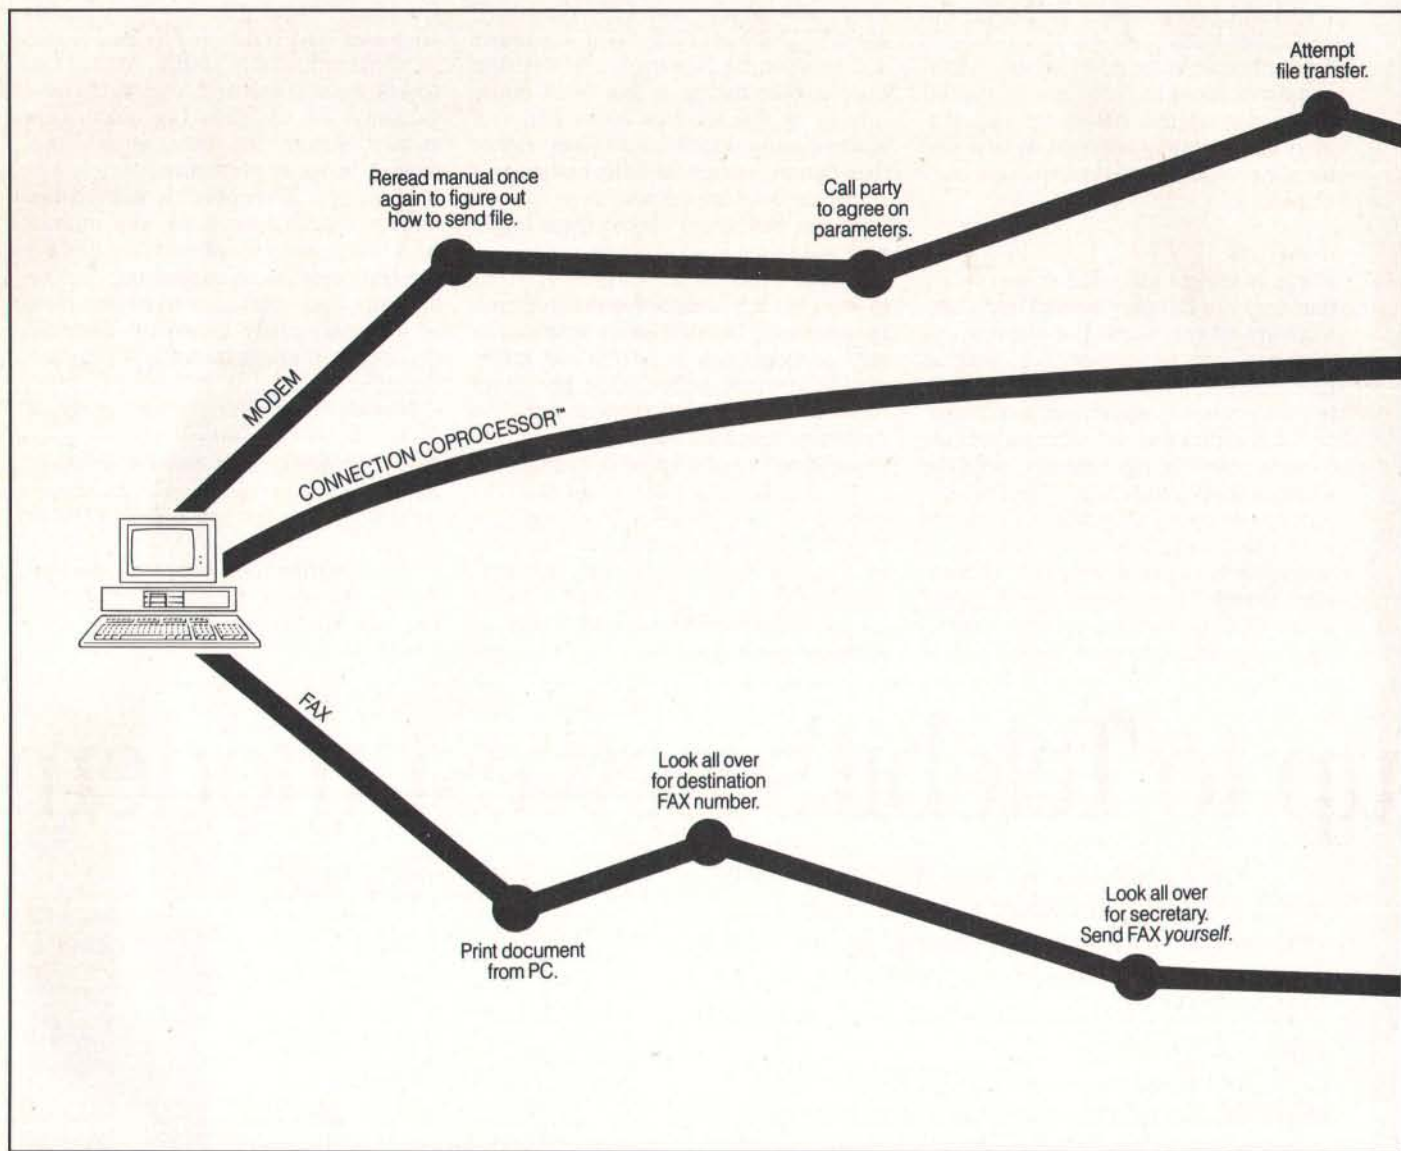 Attempt
file transfer.
Reread manual once
again to figure out
how to send file.
Call party
to agree on
parameters.
MODEM
CONNECTION COPROCESSOR™
FAX
Look all over
for destination
FAX number.
Print document
from PC.
Look all over
for secretary.
Send FAX yourself.